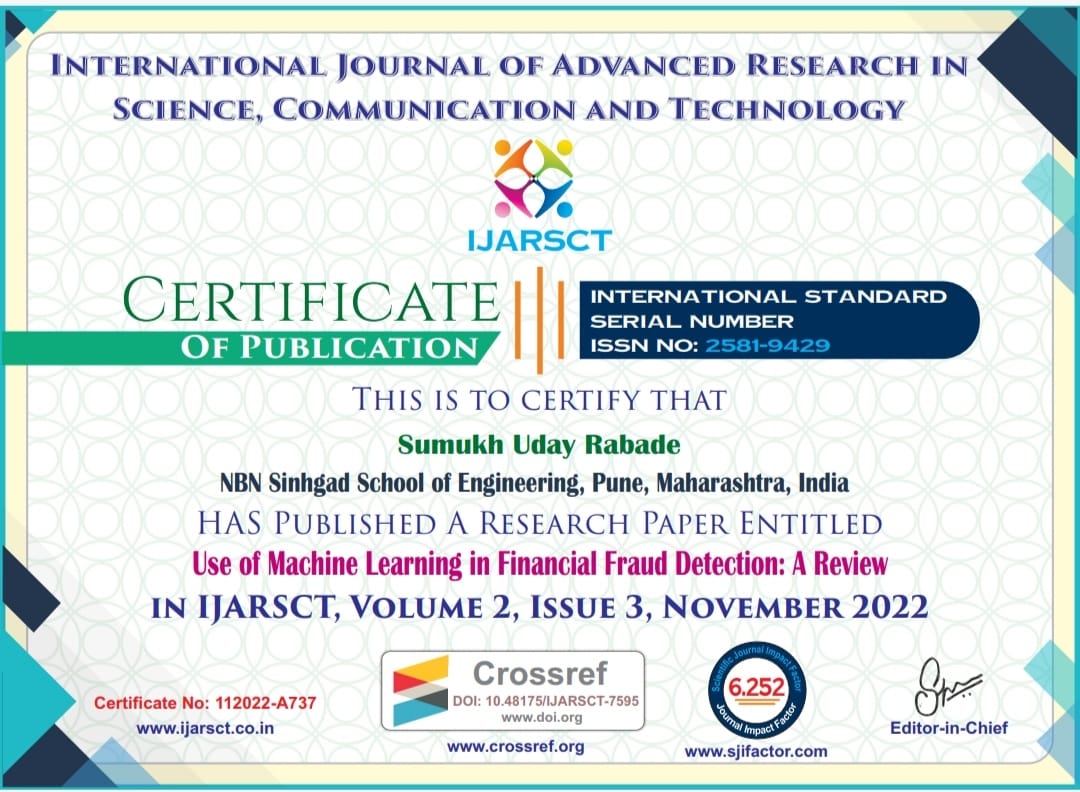 INTERNATIONAL JOURNAL OF ADVANCED RESEARCH IN
SCIENCE, COMMUNICATION AND TECHNOLOGY
IJARSCT
CERTIFICATE
OF PUBLICATION
INTERNATIONAL STANDARD
SERIAL NUMBER
ISSN NO: 2581-9429
THIS IS TO CERTIFY THAT
Sumukh Uday Rabade
NBN Sinhgad School of Engineering, Pune, Maharashtra, India
HAS PUBLISHED A RESEARCH PAPER ENTITLED
Use of Machine Learning in Financial Fraud Detection: A Review
IN IJARSCT, VOLUME 2, ISSUE 3, NOVEMBER 2022
Certificate No: 112022-A737
www.ijarsct.co.in
Crossref
DOI: 10.48175/IJARSCT-7595
www.doi.org
www.crossref.org
Scientific Journal Impact Factor
6.252
Journal Impact Factor
www.sjifactor.com
Editor-in-Chief